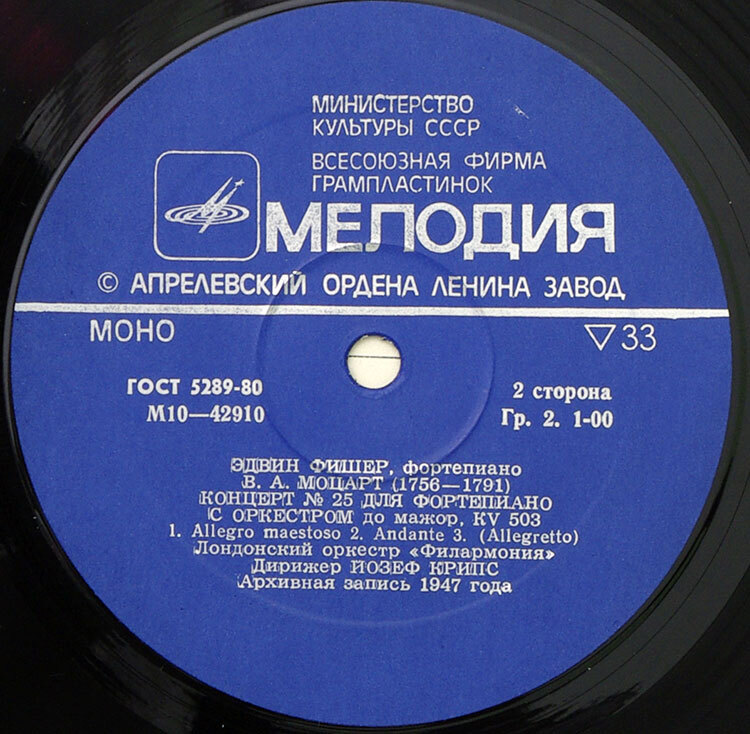 МИНИСТЕРСТВО
КУЛЬТУРЫ СССР
ВСЕСОЮЗНАЯ ФИРМА
ГРАМПЛАСТИНОК
МЕЛОДИЯ
© АПРЕЛЕВСКИЙ ОРДЕНА ЛЕНИНА ЗАВОД
МОНО
▽33
ГОСТ 5289-80
М10—42910
2 сторона
Гр. 2. 1-00
ЭДВИН ФИШЕР, фортепиано
В. А. МОЦАРТ (1756—1791)
КОНЦЕРТ № 25 ДЛЯ ФОРТЕПИАНО
С ОРКЕСТРОМ до мажор, KV 503
1. Allegro maestoso 2. Andante 3. (Allegretto)
Лондонский оркестр «Филармония»
Дирижер ЙОЗЕФ КРИПС
Архивная запись 1947 года